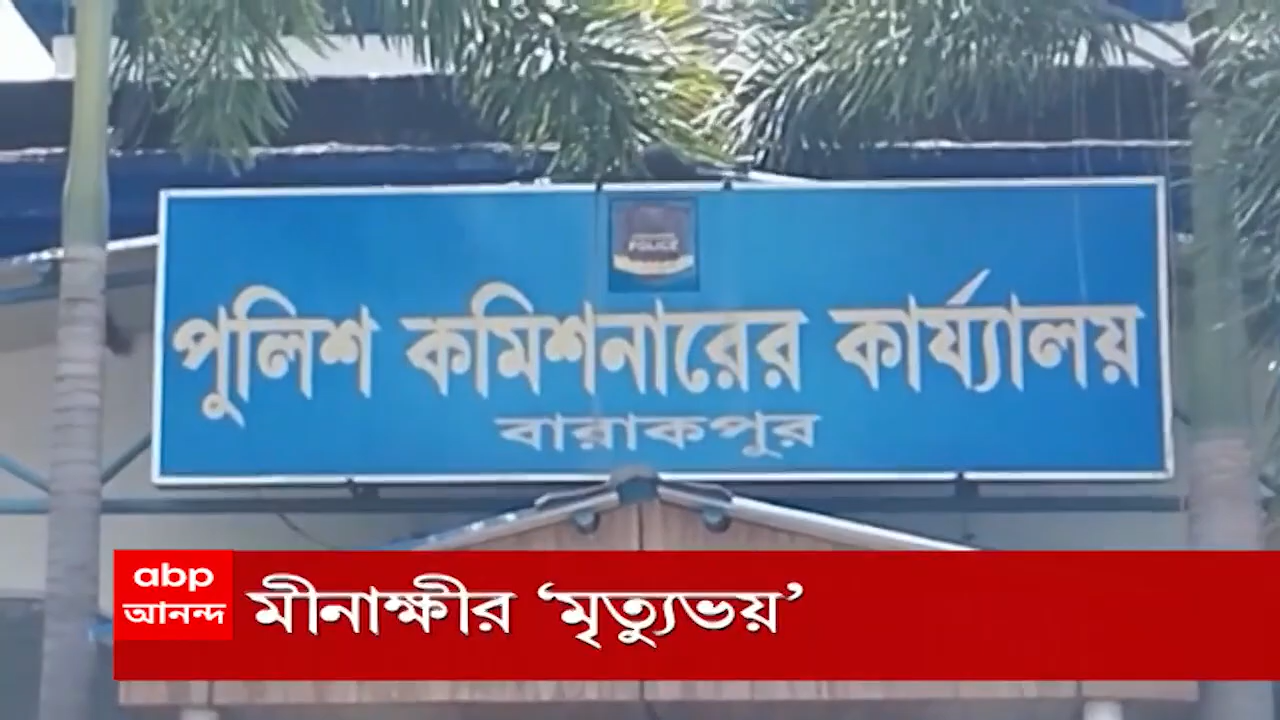 POLICE
পুলিশ কমিশনারের কার্য্যালয়
বারাকপুর
abp
আনন্দ
মীনাক্ষীর ‘মৃত্যুভয়’